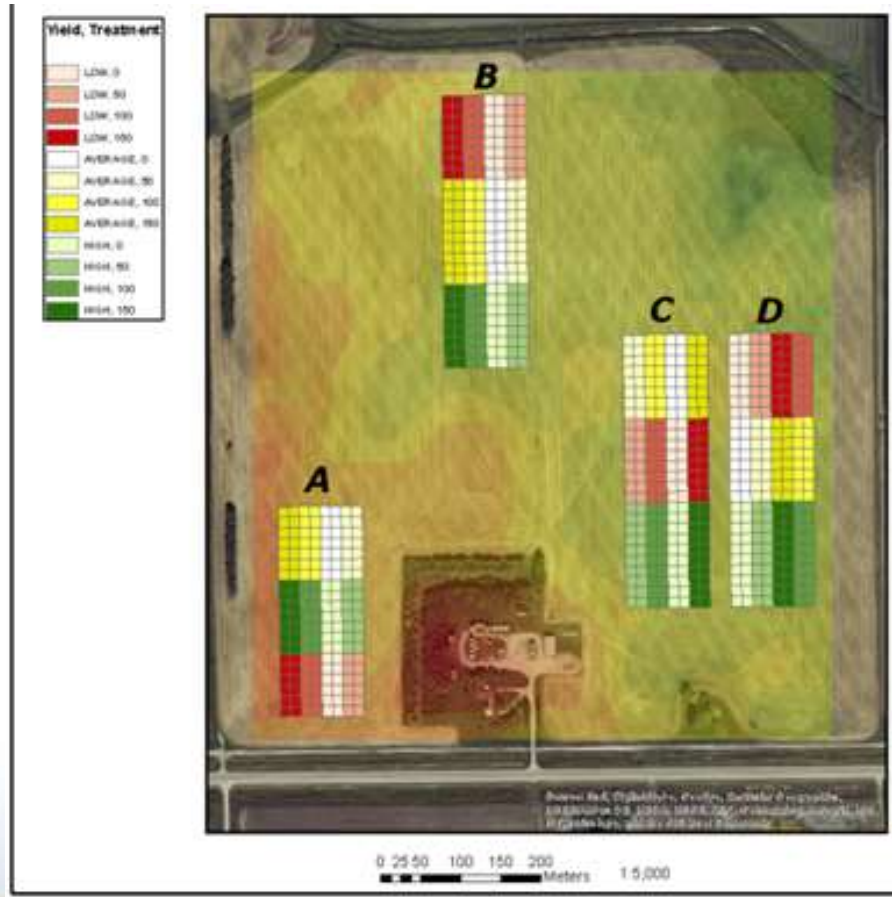 Yield, Treatment
LOW, 0
LOW, 50
LOW, 100
LOW, 150
AVERAGE, 0
AVERAGE, 50
AVERAGE, 100
AVERAGE, 150
HIGH, 0
HIGH, 50
HIGH, 100
HIGH, 150
B
C D
A
0 25 50 100 150 200
Meters 1:5,000